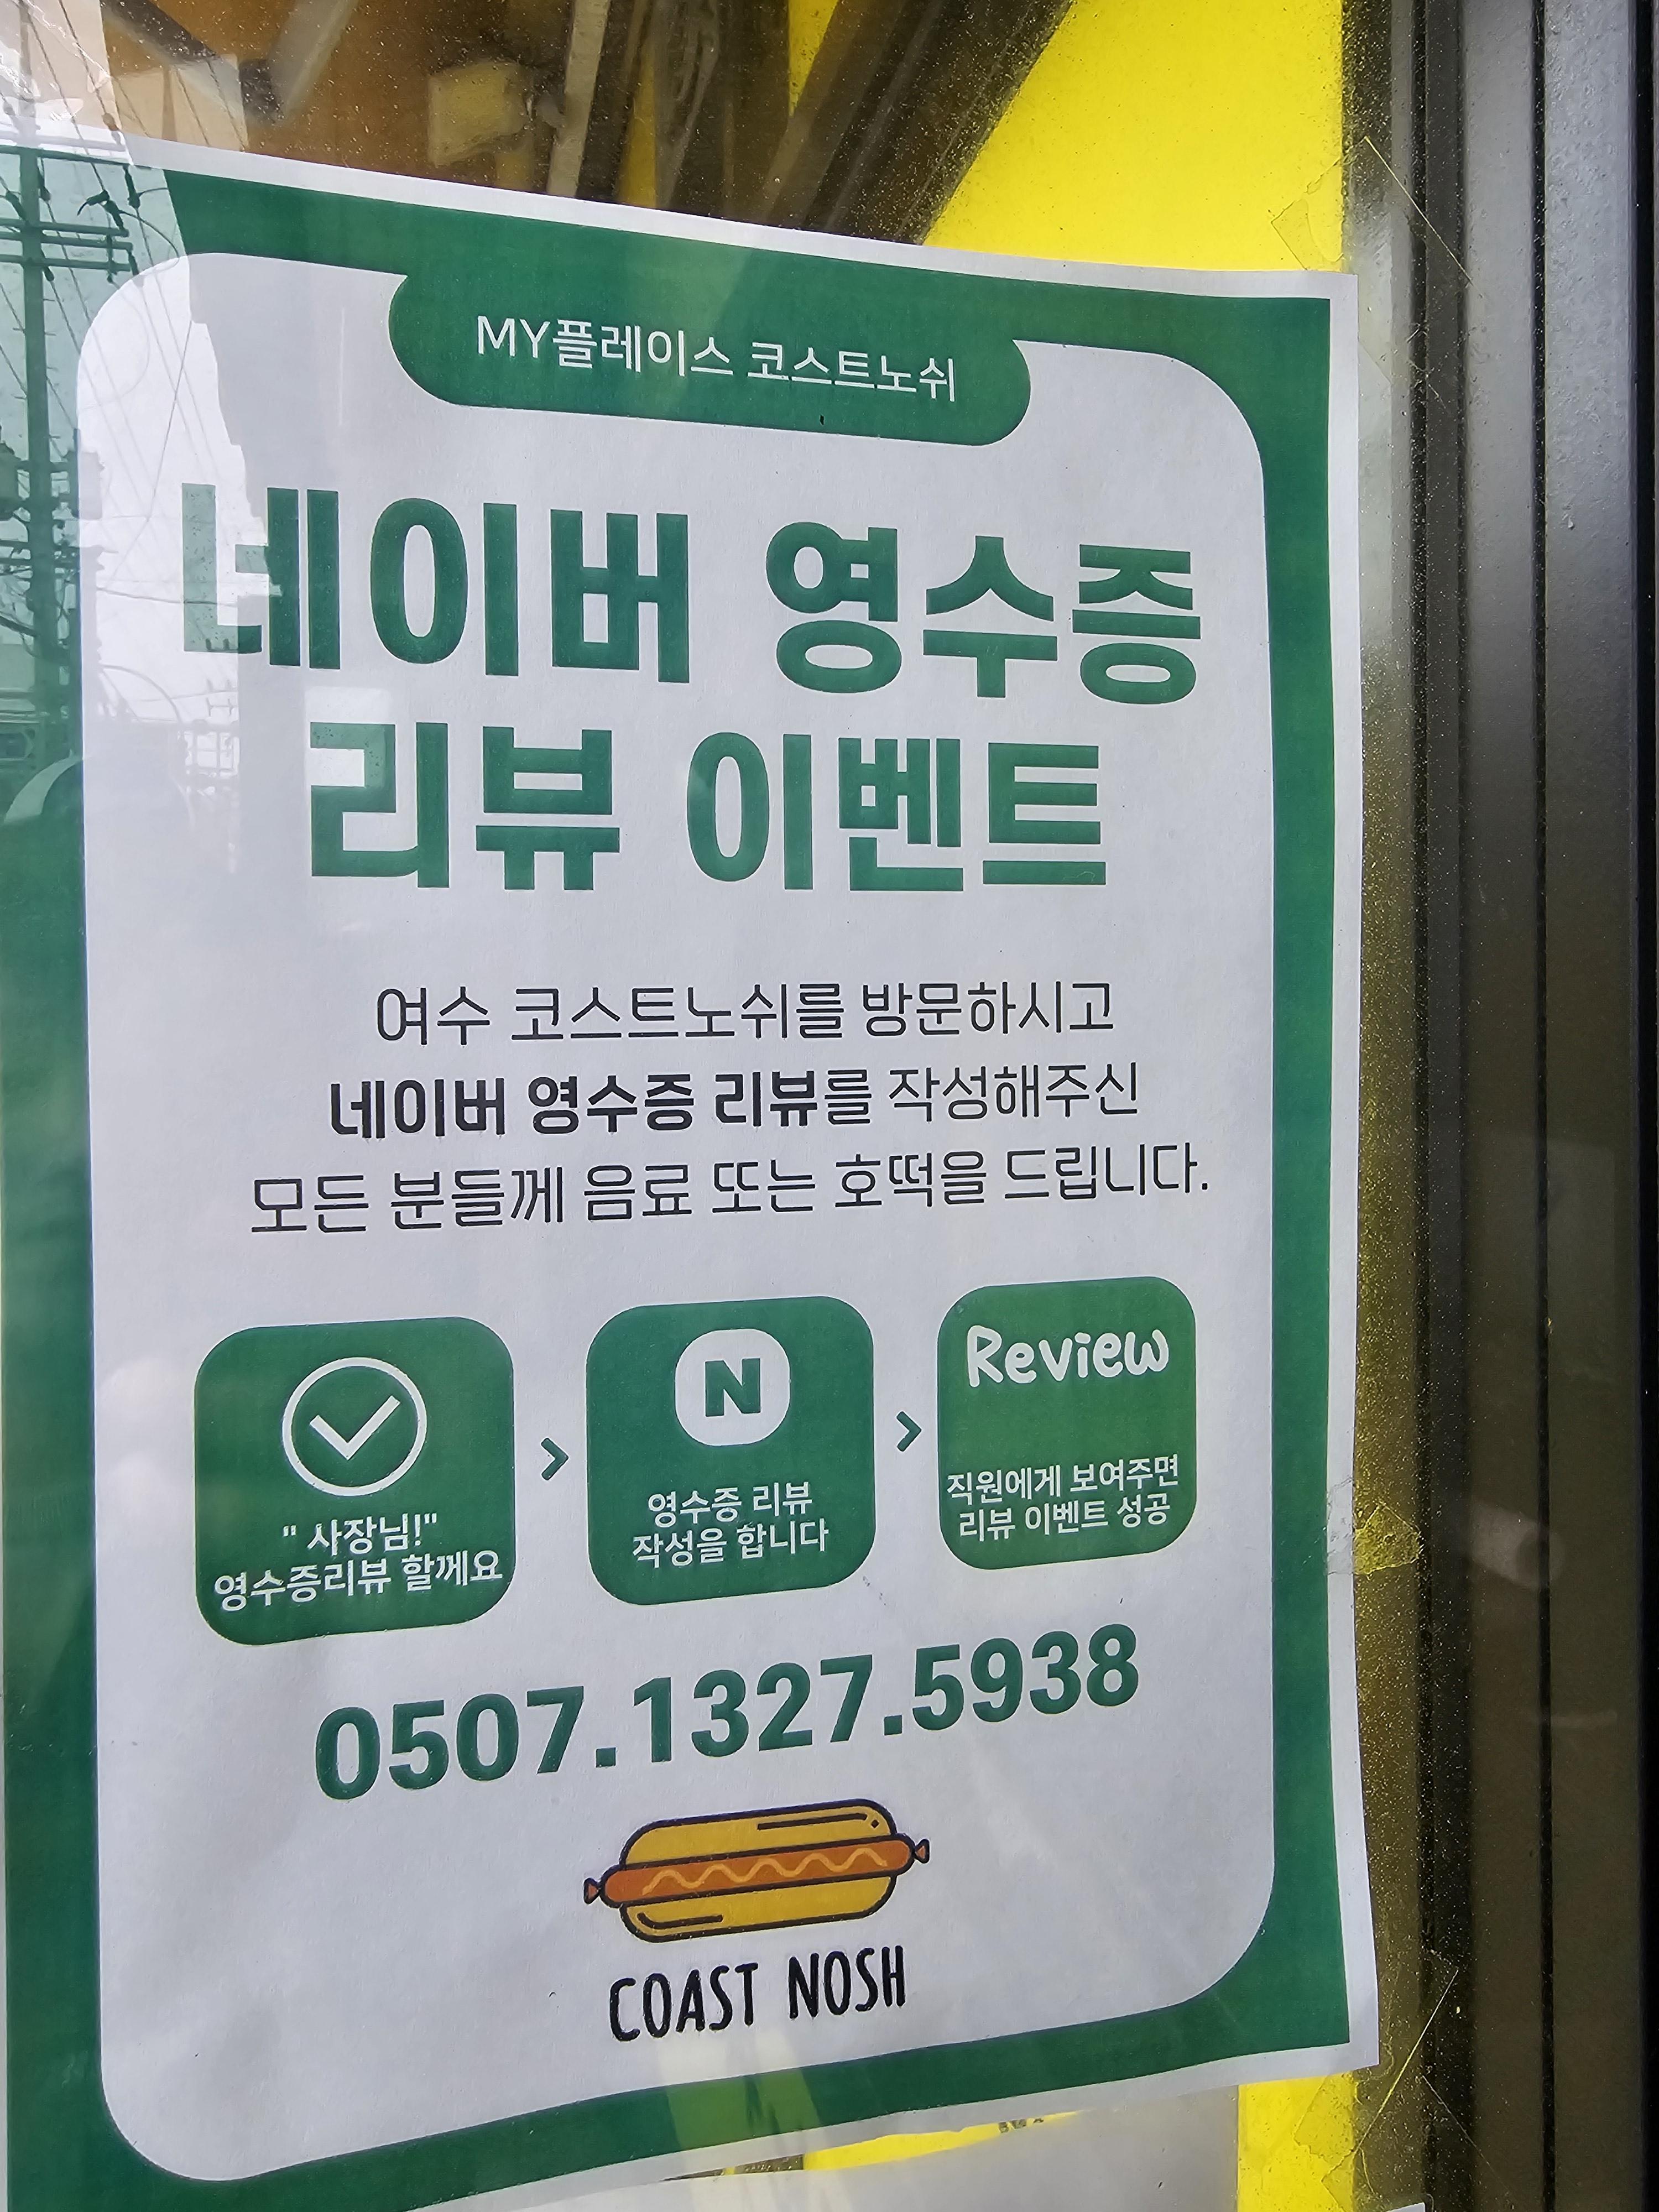 MY플레이스 코스트노쉬
네이버 영수증
리뷰 이벤트
여수 코스트노쉬를 방문하시고
네이버 영수증 리뷰를 작성해주신
모든 분들께 음료 또는 호떡을 드립니다.
" 사장님!"
영수증리뷰 할께요
>
N
영수증 리뷰
작성을 합니다
>
Review
직원에게 보여주면
리뷰 이벤트 성공
0507.1327.5938
COAST NOSH